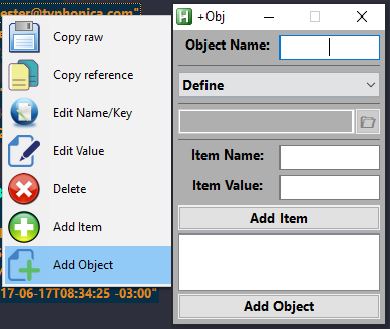 ester@typhonica.com"
Copy raw
Copy reference
Edit Name/Key
Edit Value
Delete
Add Item
Add Object
17-06-17T08:34:25 -03:00"
H
+!Obj
Object Name:
Define
Item Name:
Item Value:
Add Item
Add Object